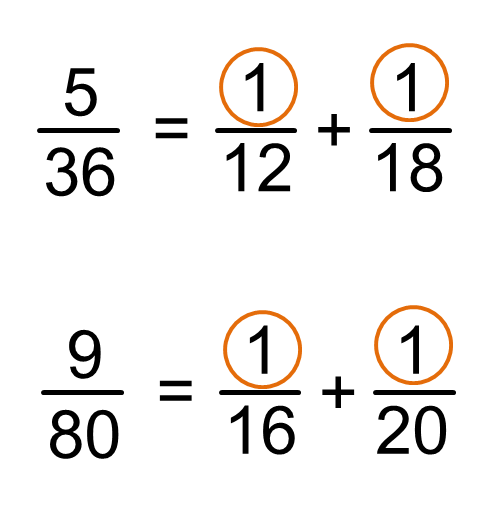 5/36 = 1/12 + 1/18
9/80 = 1/16 + 1/20